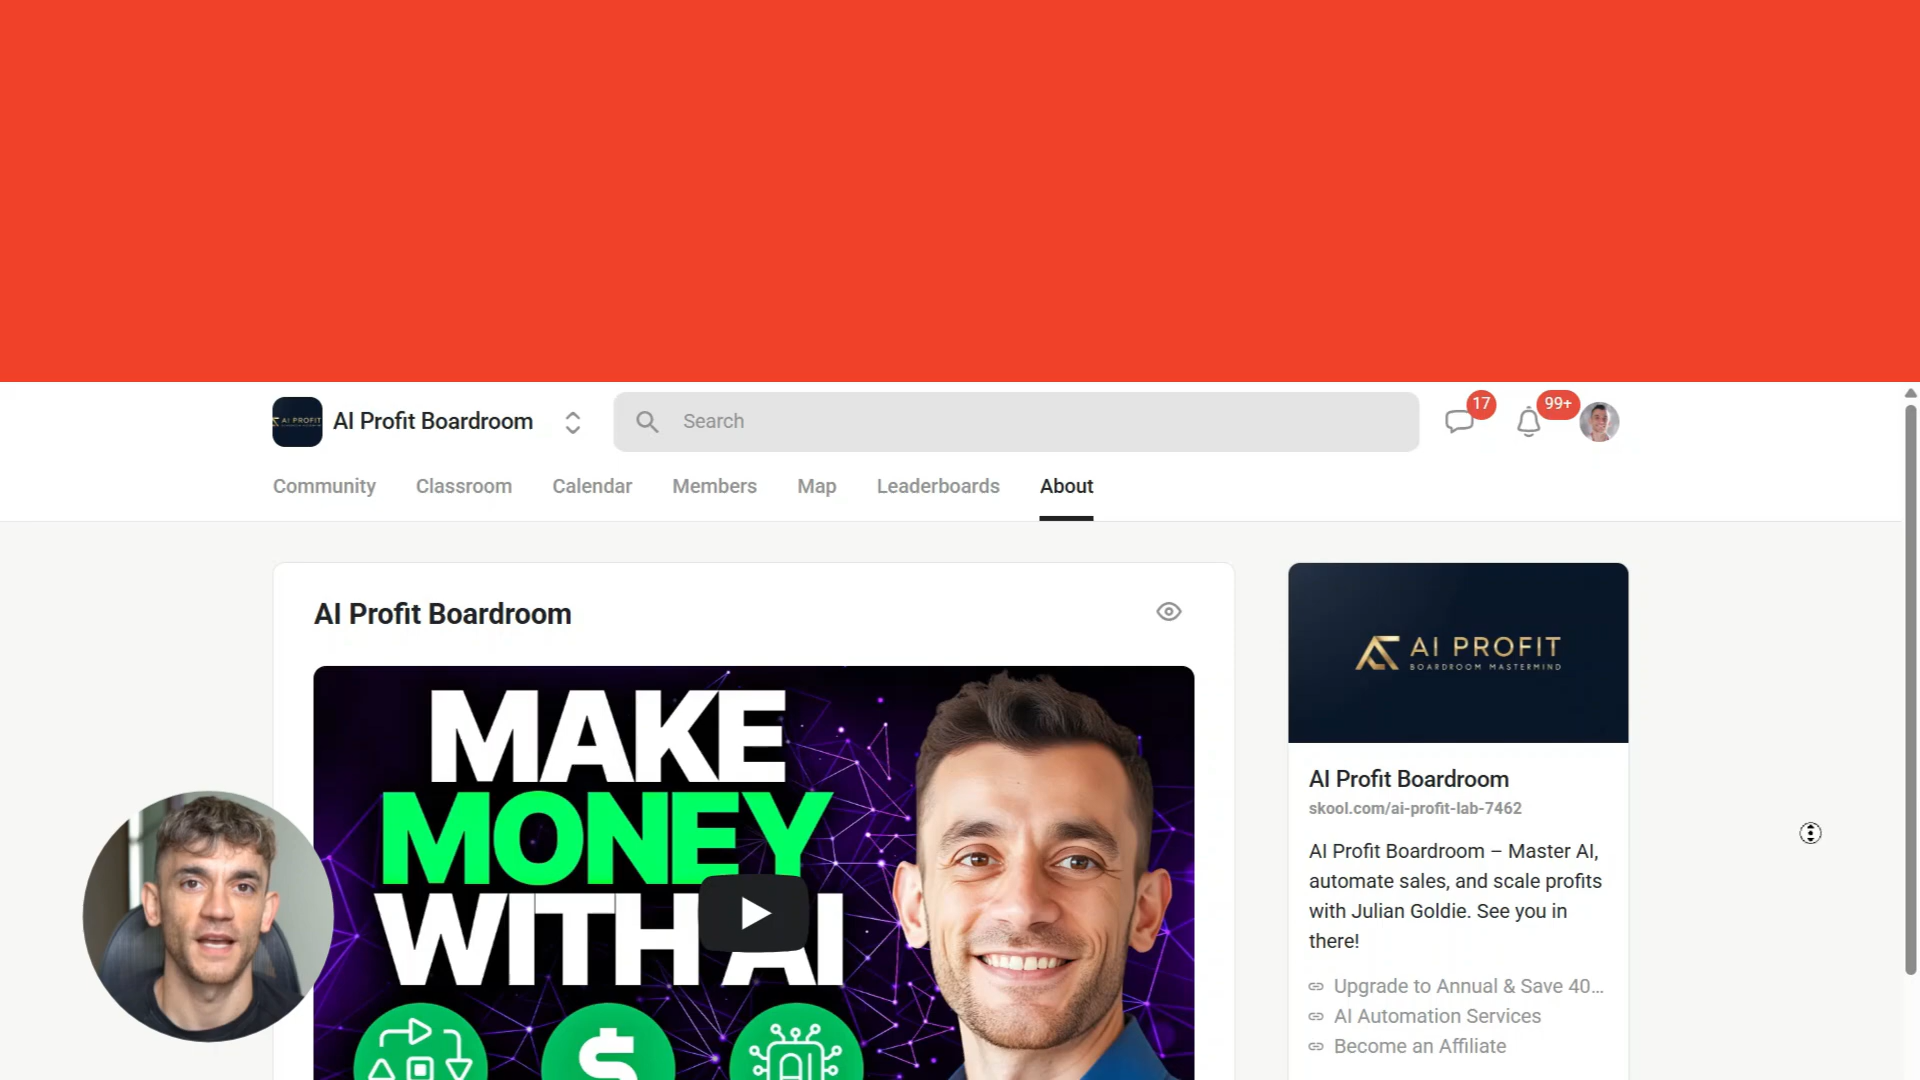 AI PROFIT
AI Profit Boardroom
Search
17
99+
Community
Classroom
Calendar
Members
Map
Leaderboards
About
AI Profit Boardroom
MAKE
MONEY
WITH AI
$
AI PROFIT
BOARDROOM MASTERMIND
AI Profit Boardroom
skool.com/ai-profit-lab-7462
AI Profit Boardroom – Master AI,
automate sales, and scale profits
with Julian Goldie. See you in
there!
Upgrade to Annual & Save 40...
AI Automation Services
Become an Affiliate